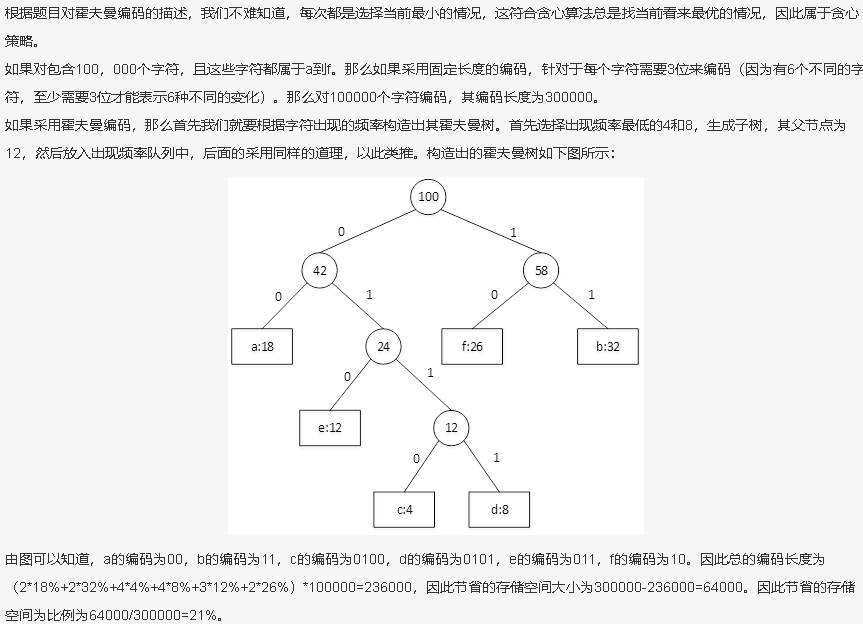 根据题目对霍夫曼编码的描述，我们不难知道，每次都是选择当前最小的情况，这符合贪心算法总是找当前看来最优的情况，因此属于贪心
策略。
如果对包含100，000个字符，且这些字符都属于a到f。那么如果采用固定长度的编码，针对于每个字符需要3位来编码（因为有6个不同的字
符，至少需要3位才能表示6种不同的变化）。那么对100000个字符编码，其编码长度为300000。
如果采用霍夫曼编码，那么首先我们就要根据字符出现的频率构造出其霍夫曼树。首先选择出现频率最低的4和8，生成子树，其父节点为
12，然后放入出现频率队列中，后面的采用同样的道理，以此类推。构造出的霍夫曼树如下图所示：
100
0 1
42 58
0 1 0 1
a:18 24 f:26 b:32
0 1
e:12 12
0 1
c:4 d:8
由图可以知道，a的编码为00，b的编码为11，c的编码为0100，d的编码为0101，e的编码为011，f的编码为10。因此总的编码长度为
（2*18%+2*32%+4*4%+4*8%+3*12%+2*26%）*100000=236000，因此节省的存储空间大小为300000-236000=64000。因此节省的存储
空间为比例为64000/300000=21%。